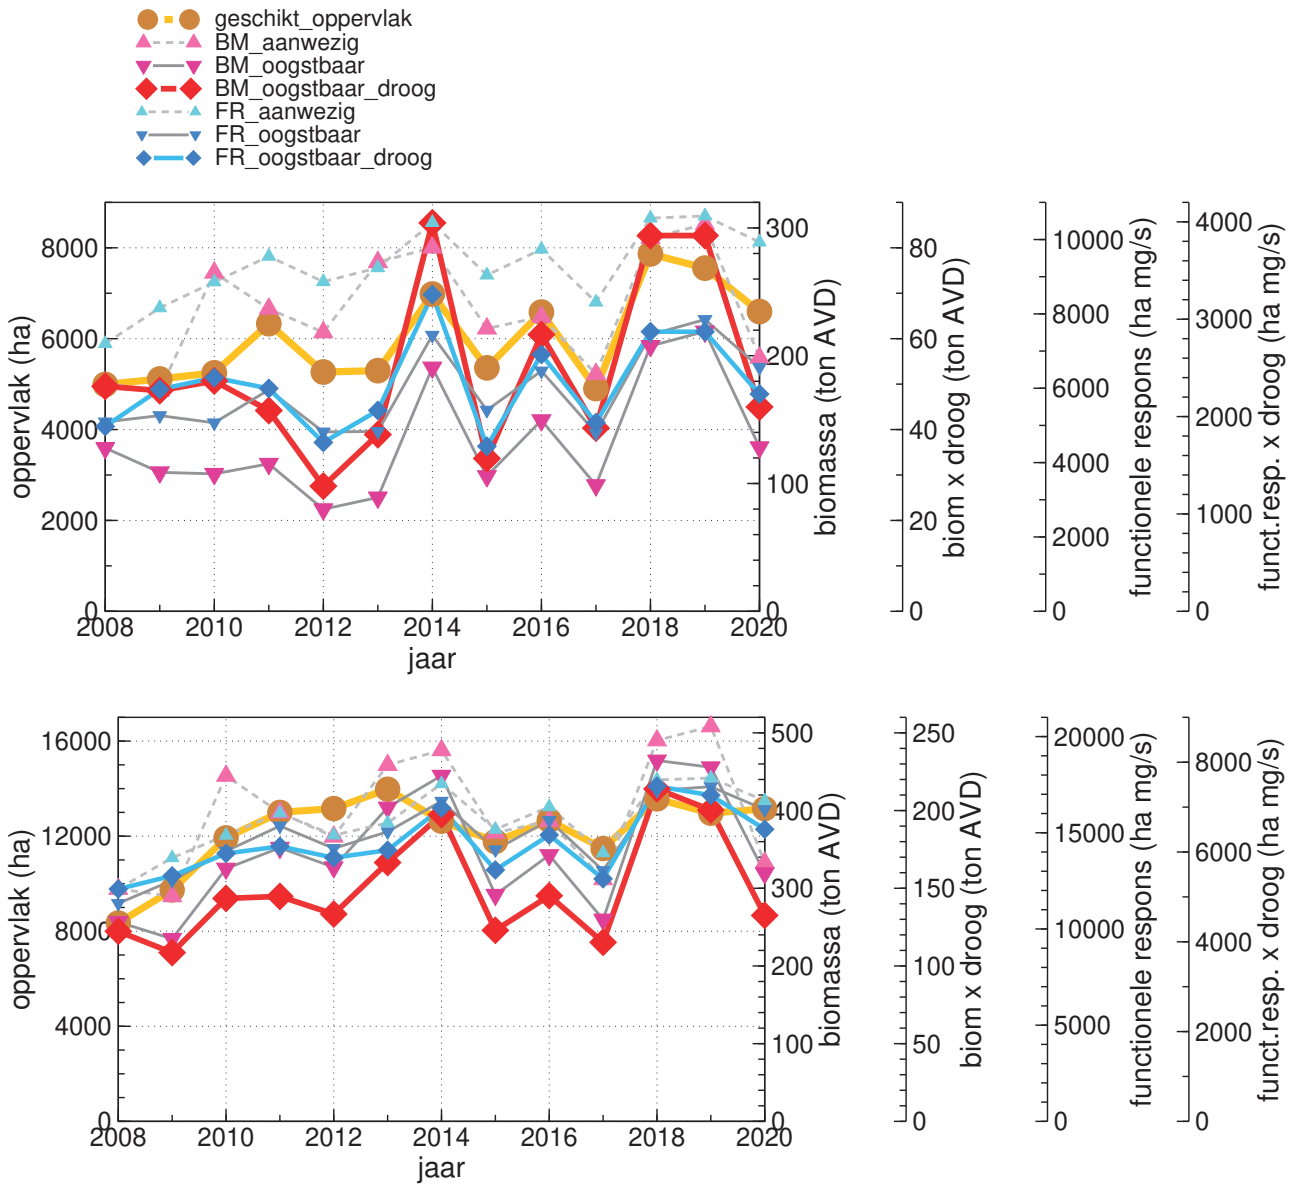 geschikt_oppervlak
BM_aanwezig
BM_oogstbaar
BM_oogstbaar_droog
FR_aanwezig
FR_oogstbaar
FR_oogstbaar_droog
oppervlak (ha)
8000
6000
4000
2000
0
2008 2010 2012 2014 2016 2018 2020
jaar
300
200
100
0
biomassa (ton AVD)
80
60
40
20
0
biom x droog (ton AVD)
10000
8000
6000
4000
2000
0
functionele respons (ha mg/s)
4000
3000
2000
1000
0
funct.resp. x droog (ha mg/s)
oppervlak (ha)
16000
12000
8000
4000
0
2008 2010 2012 2014 2016 2018 2020
jaar
500
400
300
200
100
0
biomassa (ton AVD)
250
200
150
100
50
0
biom x droog (ton AVD)
20000
15000
10000
5000
0
functionele respons (ha mg/s)
8000
6000
4000
2000
0
funct.resp. x droog (ha mg/s)